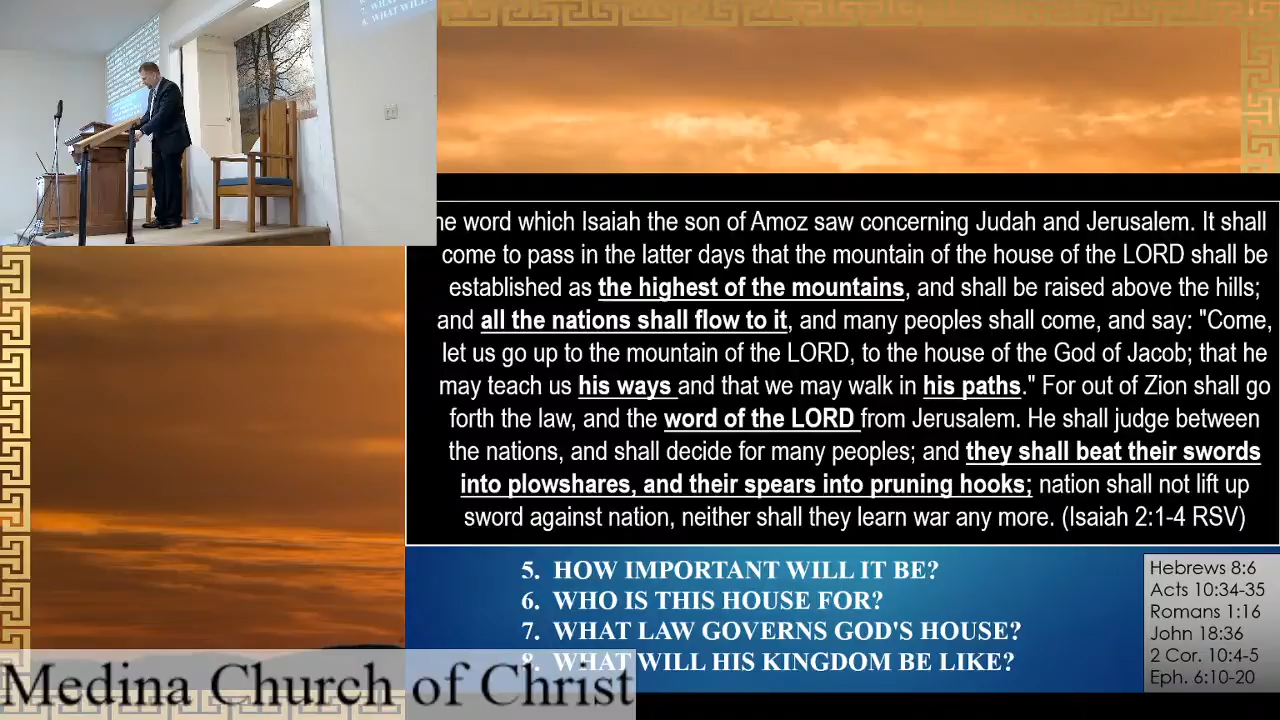 he word which Isaiah the son of Amoz saw concerning Judah and Jerusalem. It shall
come to pass in the latter days that the mountain of the house of the LORD shall be
established as the highest of the mountains, and shall be raised above the hills;
and all the nations shall flow to it, and many peoples shall come, and say: "Come,
let us go up to the mountain of the LORD, to the house of the God of Jacob; that he
may teach us his ways and that we may walk in his paths." For out of Zion shall go
forth the law, and the word of the LORD from Jerusalem. He shall judge between
the nations, and shall decide for many peoples; and they shall beat their swords
into plowshares, and their spears into pruning hooks; nation shall not lift up
sword against nation, neither shall they learn war any more. (Isaiah 2:1-4 RSV)
5. HOW IMPORTANT WILL IT BE?
6. WHO IS THIS HOUSE FOR?
7. WHAT LAW GOVERNS GOD'S HOUSE?
8. WHAT WILL HIS KINGDOM BE LIKE?
Hebrews 8:6
Acts 10:34-35
Romans 1:16
John 18:36
2 Cor. 10:4-5
Eph. 6:10-20
Medina Church of Christ